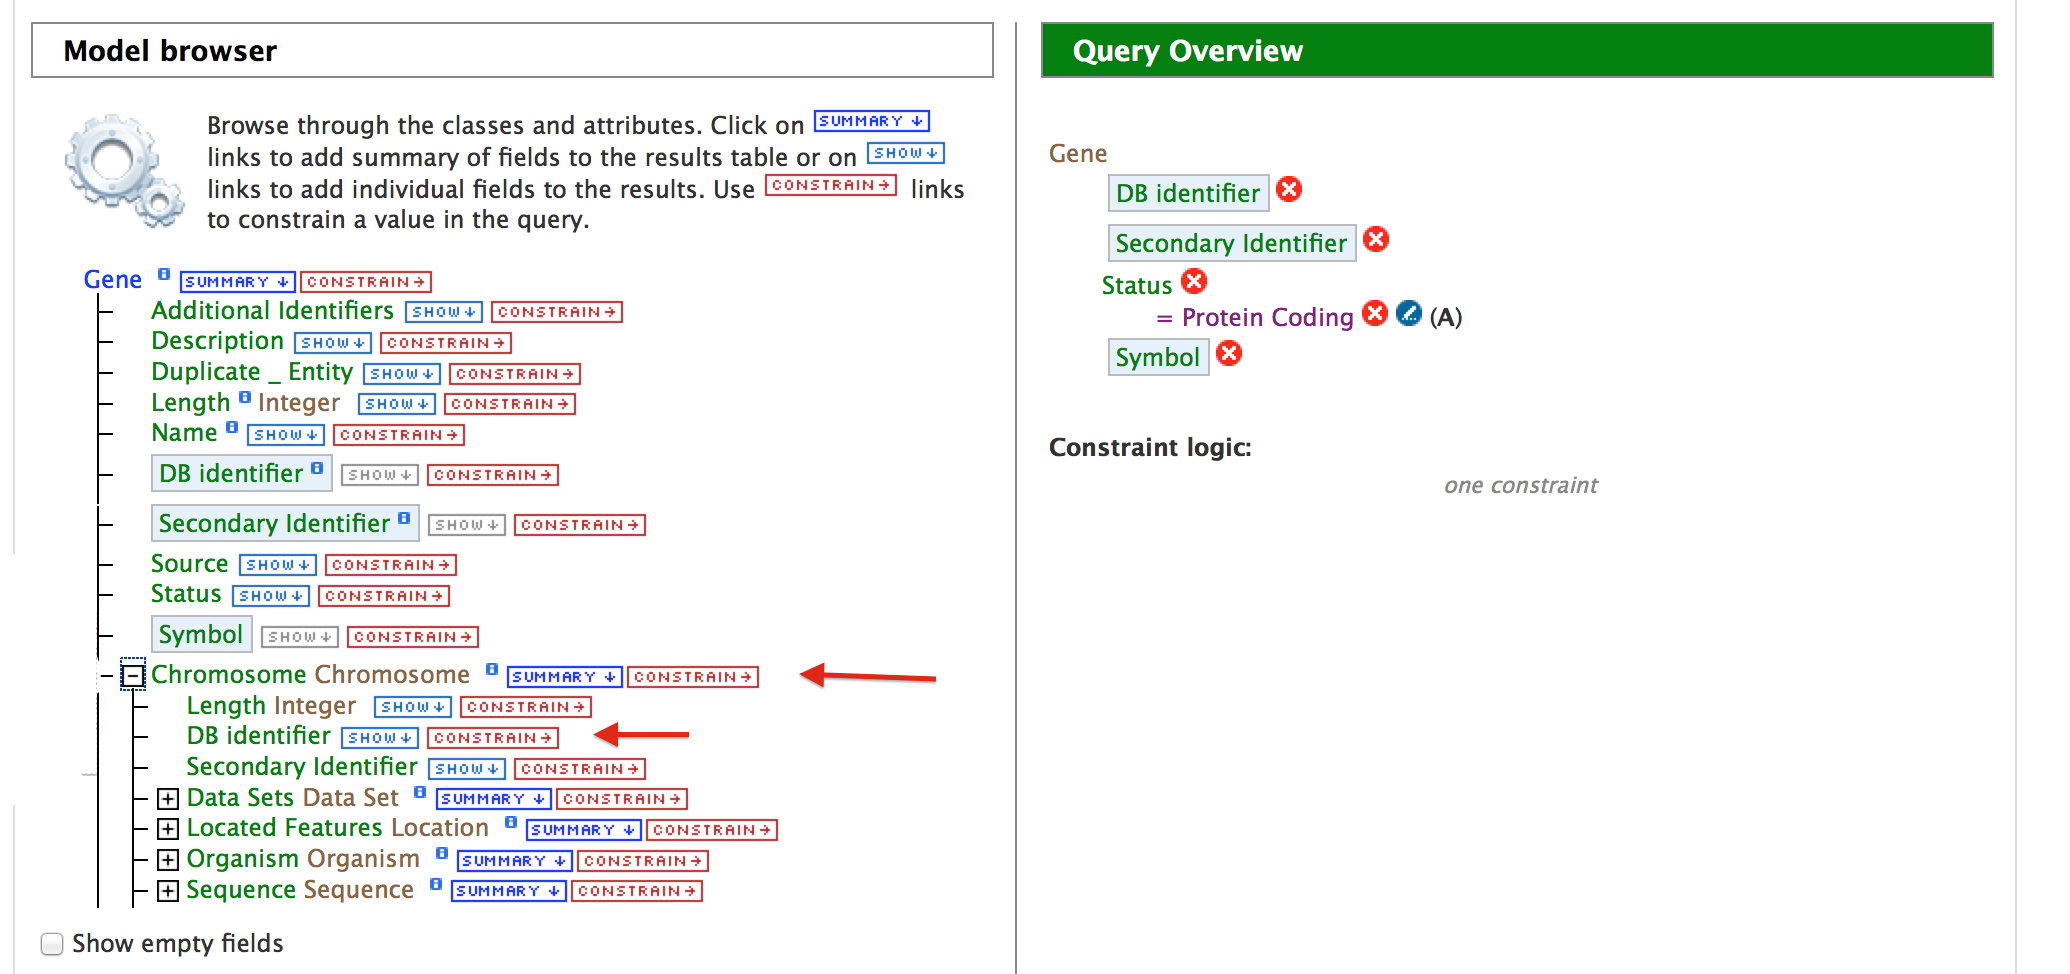 Model browser
Browse through the classes and attributes. Click on SUMMARY ↓
links to add summary of fields to the results table or on SHOW ↓
links to add individual fields to the results. Use CONSTRAIN → links
to constrain a value in the query.
Gene SUMMARY ↓ CONSTRAIN →
Additional Identifiers SHOW ↓ CONSTRAIN →
Description SHOW ↓ CONSTRAIN →
Duplicate _ Entity SHOW ↓ CONSTRAIN →
Length Integer SHOW ↓ CONSTRAIN →
Name SHOW ↓ CONSTRAIN →
DB identifier SHOW ↓ CONSTRAIN →
Secondary Identifier SHOW ↓ CONSTRAIN →
Source SHOW ↓ CONSTRAIN →
Status SHOW ↓ CONSTRAIN →
Symbol SHOW ↓ CONSTRAIN →
Chromosome Chromosome SUMMARY ↓ CONSTRAIN →
Length Integer SHOW ↓ CONSTRAIN →
DB identifier SHOW ↓ CONSTRAIN →
Secondary Identifier SHOW ↓ CONSTRAIN →
Data Sets Data Set SUMMARY ↓ CONSTRAIN →
Located Features Location SUMMARY ↓ CONSTRAIN →
Organism Organism SUMMARY ↓ CONSTRAIN →
Sequence Sequence SUMMARY ↓ CONSTRAIN →
Show empty fields
Query Overview
Gene
DB identifier
Secondary Identifier
Status
= Protein Coding (A)
Symbol
Constraint logic:
one constraint